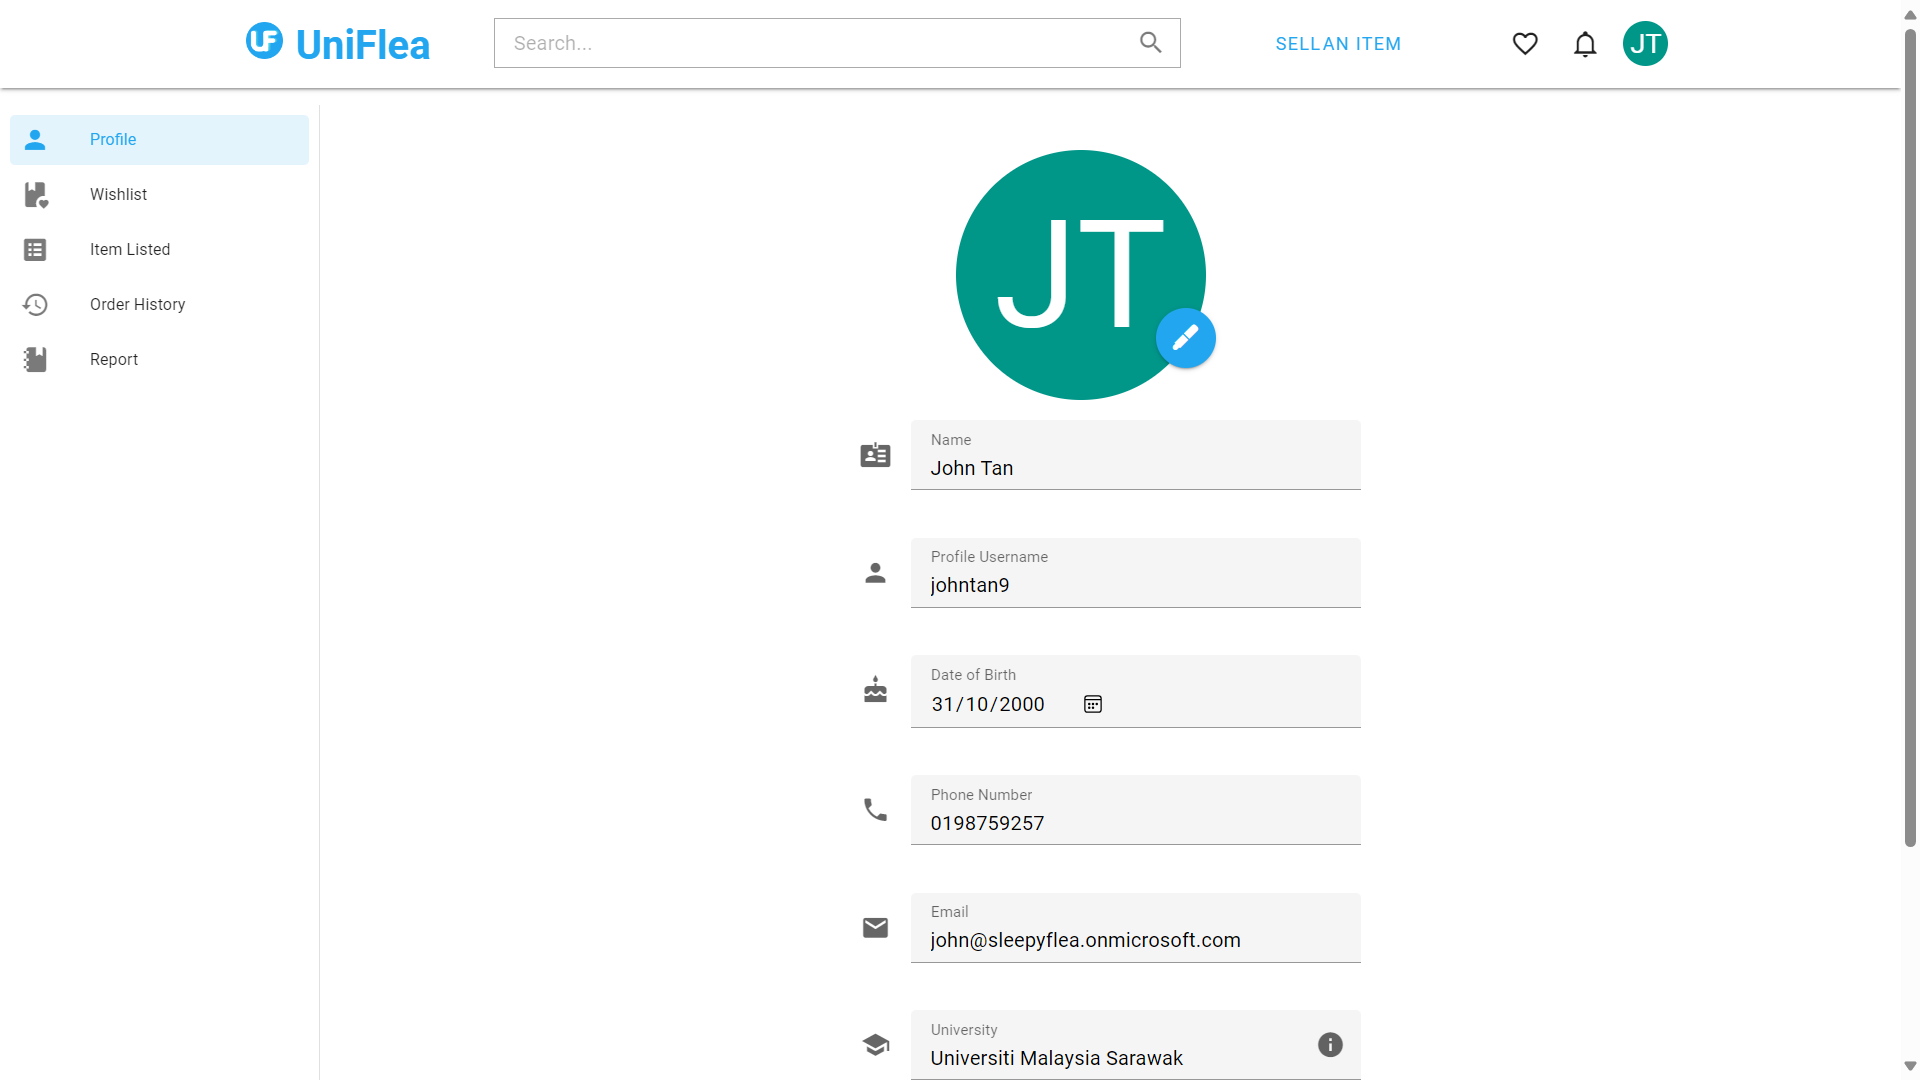 UF UniFlea
Search...
SELLAN ITEM
JT
Profile
Wishlist
Item Listed
Order History
Report
JT
Name
John Tan
Profile Username
johntan9
Date of Birth
31/10/2000
Phone Number
0198759257
Email
john@sleepyflea.onmicrosoft.com
University
Universiti Malaysia Sarawak